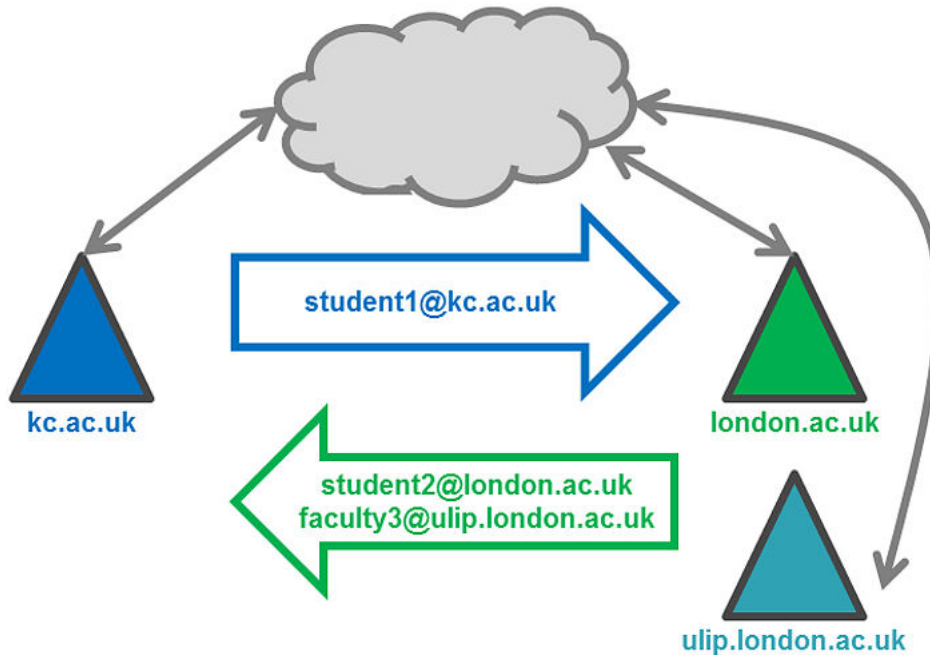 student1@kc.ac.uk
kc.ac.uk
london.ac.uk
student2@london.ac.uk
faculty3@ulip.london.ac.uk
ulip.london.ac.uk